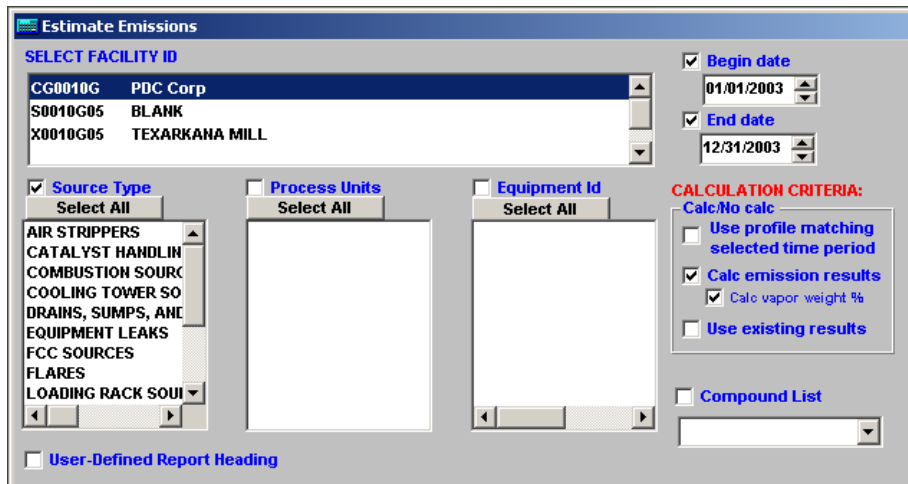 Estimate Emissions
SELECT FACILITY ID
CG0010G PDC Corp
S0010G05 BLANK
X0010G05 TEXARKANA MILL
Begin date
01/01/2003
End date
12/31/2003
Source Type
Select All
AIR STRIPPERS
CATALYST HANDLIN
COMBUSTION SOURC
COOLING TOWER SO
DRAINS, SUMPS, AND
EQUIPMENT LEAKS
FCC SOURCES
FLARES
LOADING RACK SOUI
Process Units
Select All
Equipment Id
Select All
CALCULATION CRITERIA:
Calc/No calc
Use profile matching
selected time period
Calc emission results
Calc vapor weight %
Use existing results
Compound List
User-Defined Report Heading